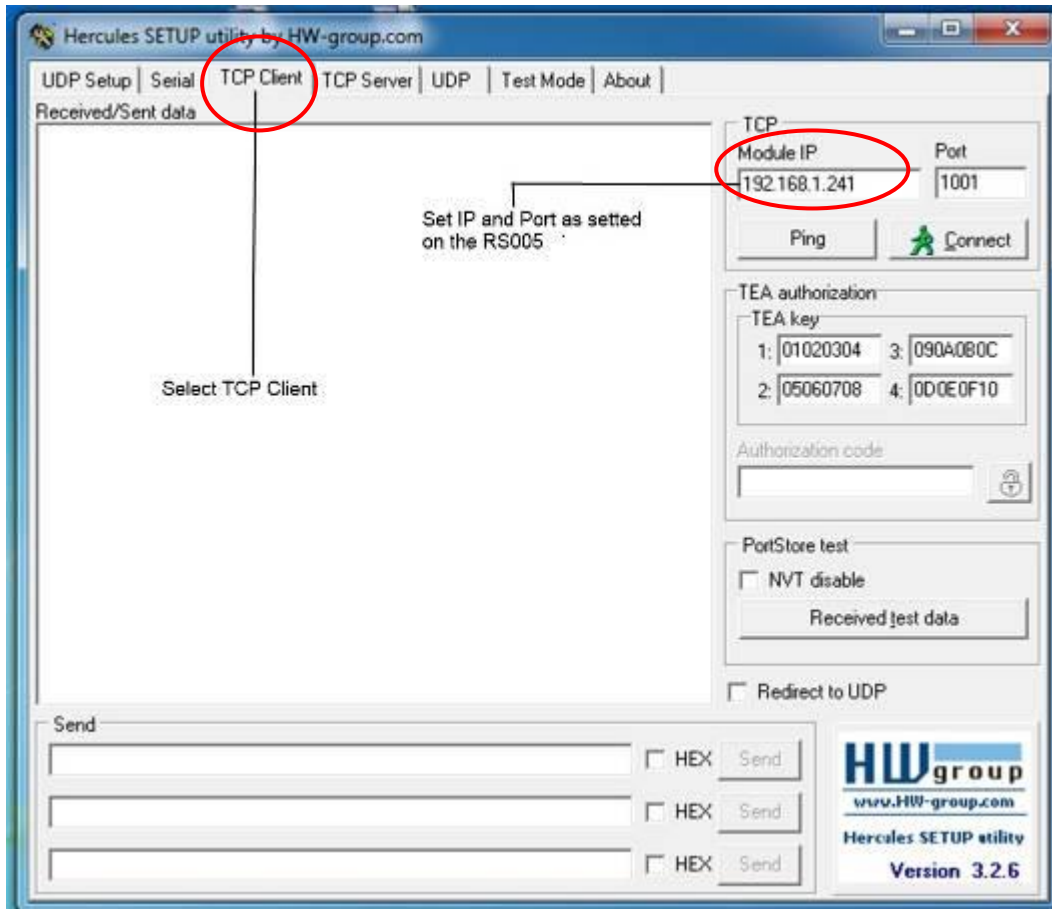 Hercules SETUP utility by HW-group.com
UDP Setup Serial TCP Client TCP Server UDP Test Mode About
Received/Sent data
TCP
Module IP Port
192.168.1.241 1001
Set IP and Port as setted
on the RS005
Ping Connect
TEA authorization
TEA key
1: 01020304 3: 090A0B0C
2: 05060708 4: 0D0E0F10
Select TCP Client
Authorization code
PortStore test
NVT disable
Received test data
Redirect to UDP
Send
HEX Send
HEX Send
HEX Send
HW group
www.HW-group.com
Hercules SETUP utility
Version 3.2.6